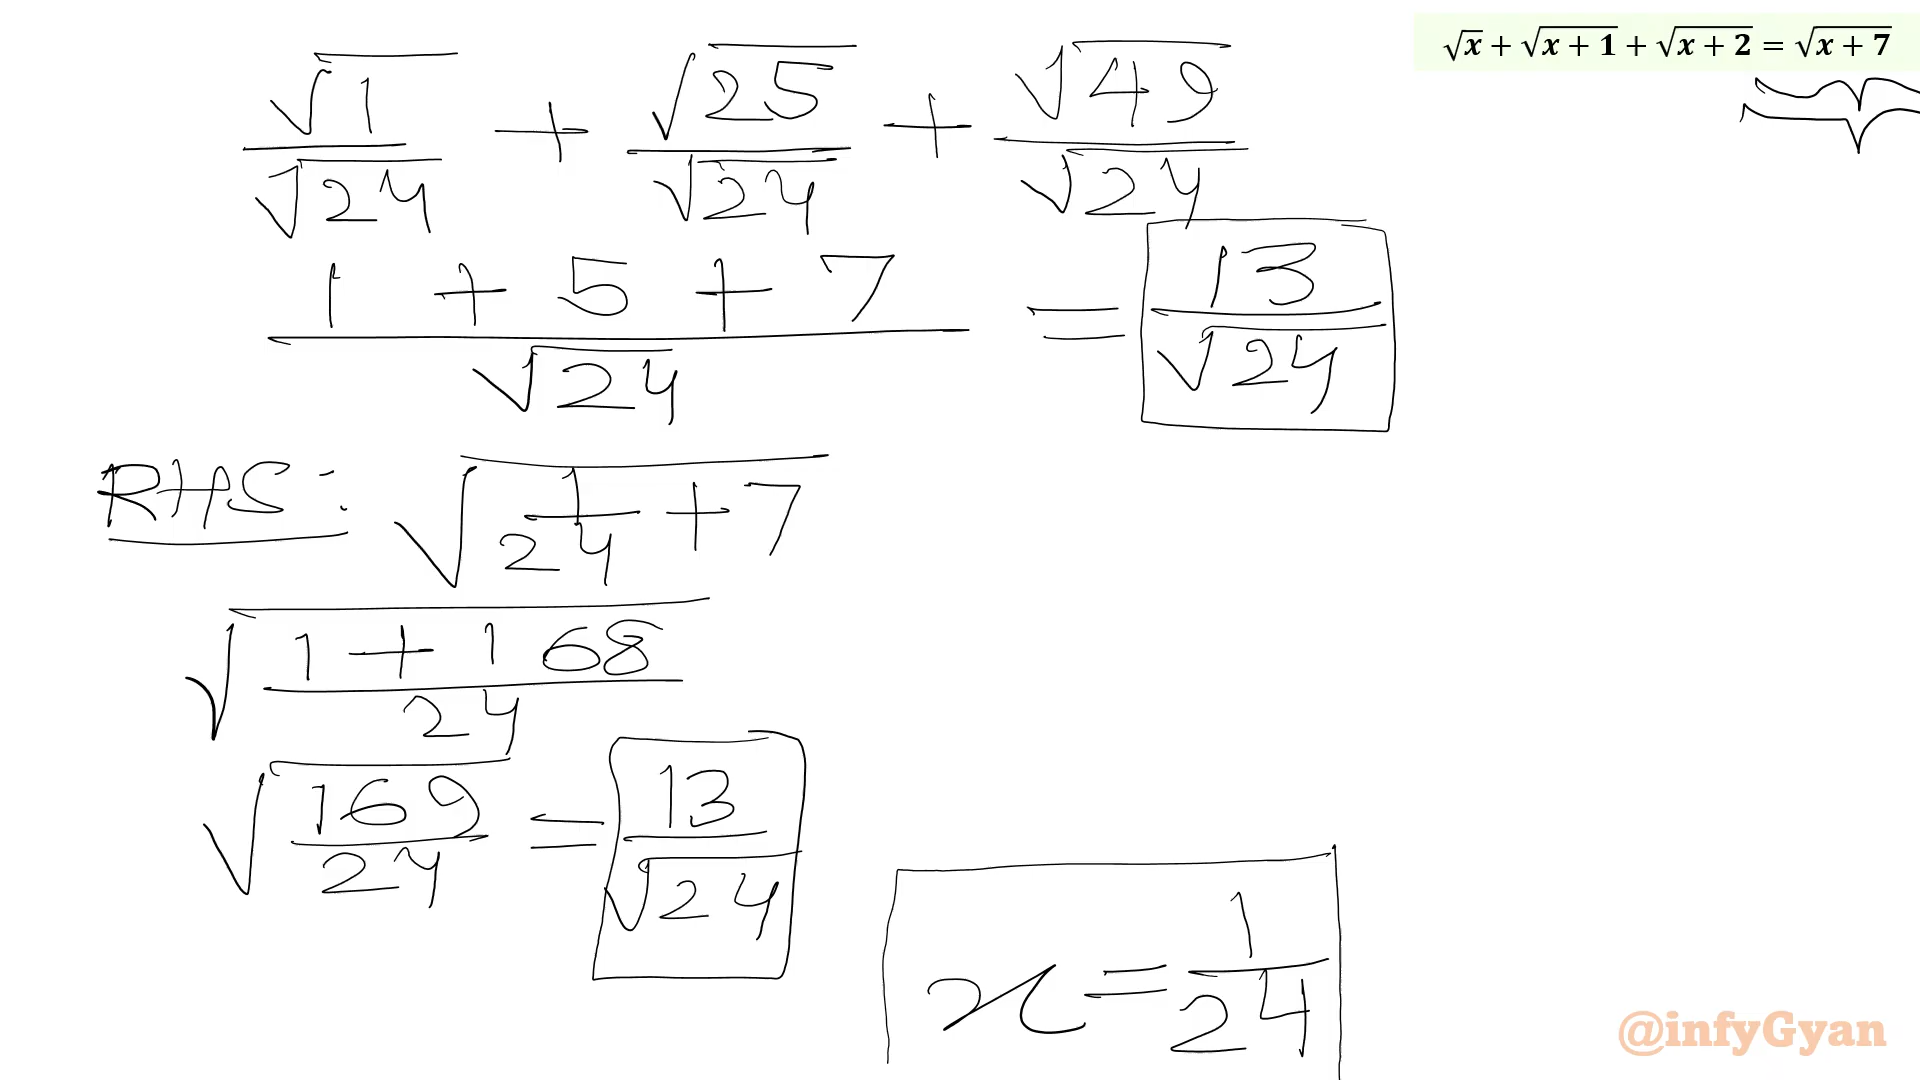 √x + √(x + 1) + √(x + 2) = √(x + 7)
√1/√24 + √25/√24 + √49/√24
(1 + 5 + 7)/√24 = 13/√24
RHS: √(1/24 + 7)
√((1 + 168)/24)
√(169/24) = 13/√24
x = 1/24
@infyGyan